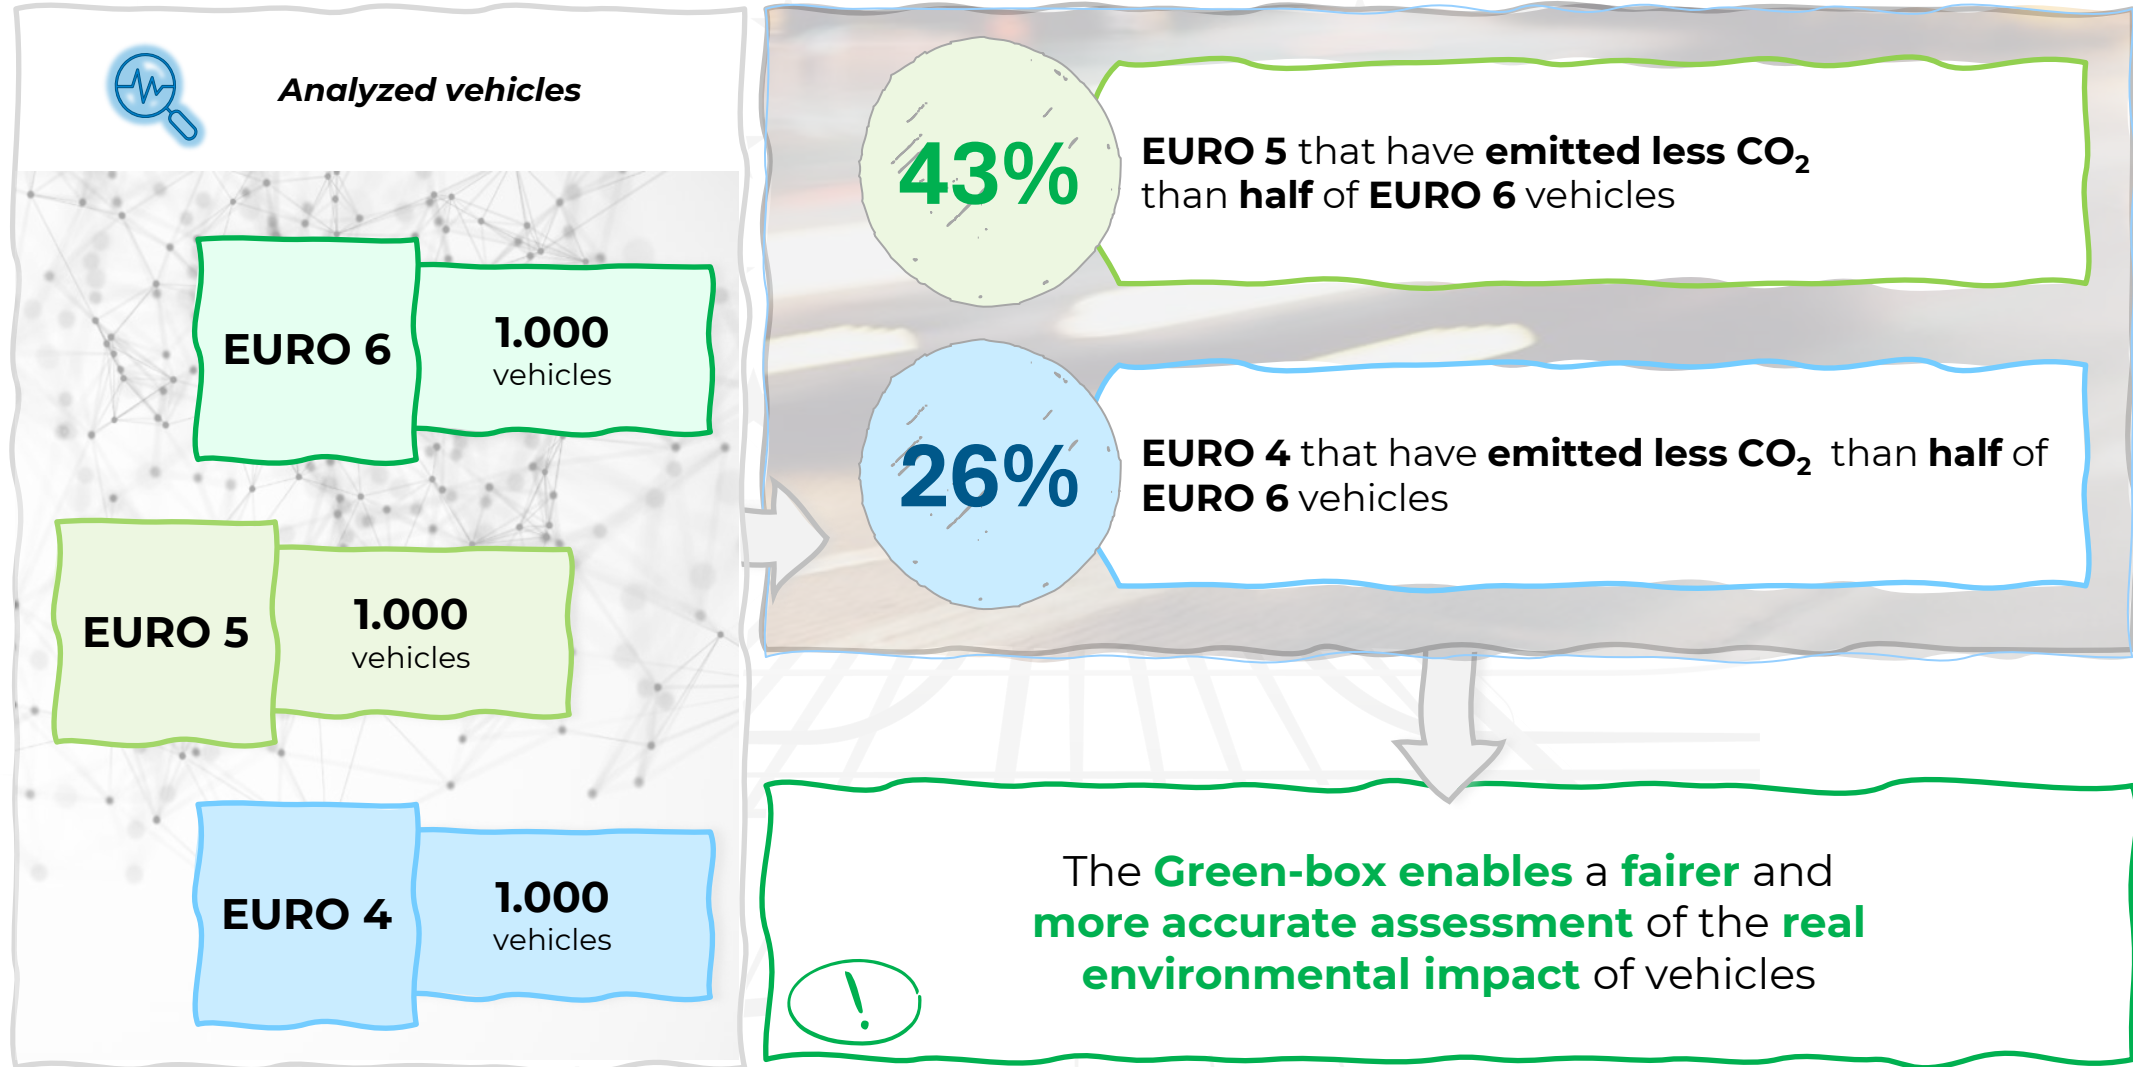 Analyzed vehicles
EURO 6
1.000
vehicles
EURO 5
1.000
vehicles
EURO 4
1.000
vehicles
43%
EURO 5 that have emitted less CO₂
than half of EURO 6 vehicles
26%
EURO 4 that have emitted less CO₂ than half of
EURO 6 vehicles
The Green-box enables a fairer and
more accurate assessment of the real
environmental impact of vehicles
!